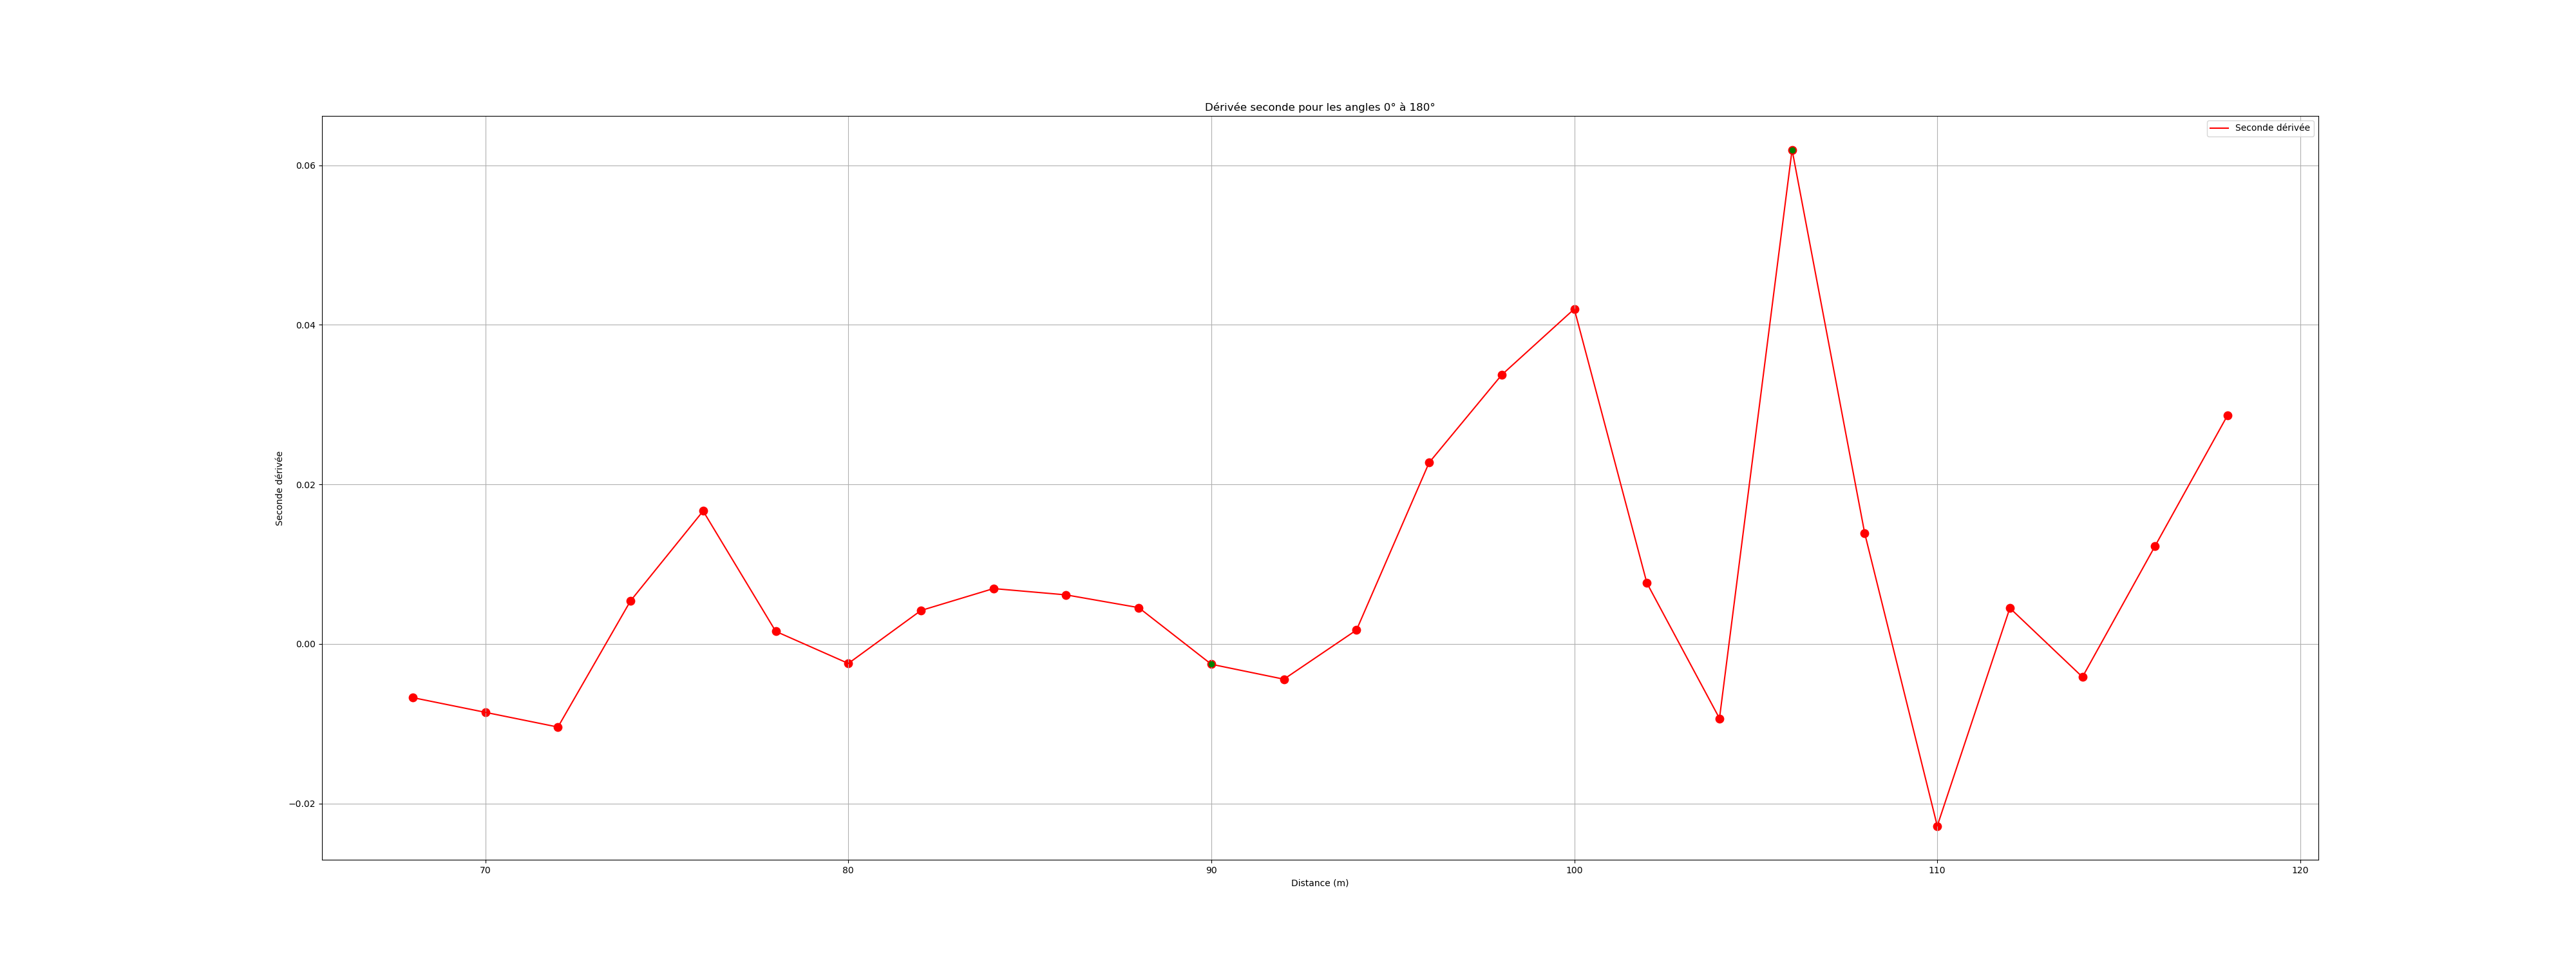 Dérivée seconde pour les angles 0° à 180°
Seconde dérivée
0.06
0.04
0.02
0.00
−0.02
Seconde dérivée
70 80 90 100 110 120
Distance (m)